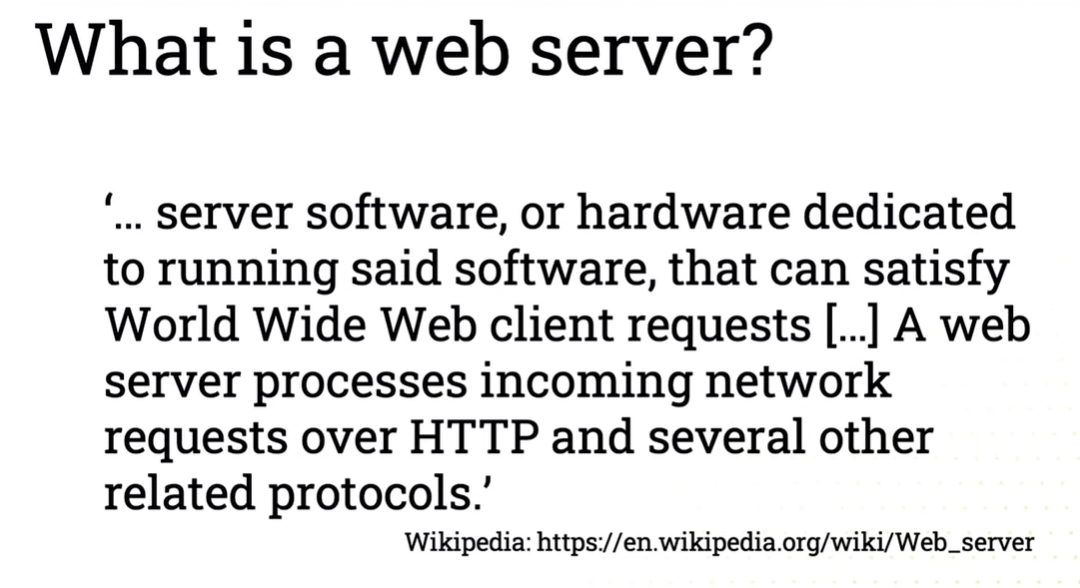 What is a web server?
‘... server software, or hardware dedicated
to running said software, that can satisfy
World Wide Web client requests [...] A web
server processes incoming network
requests over HTTP and several other
related protocols.’
Wikipedia: https://en.wikipedia.org/wiki/Web_server